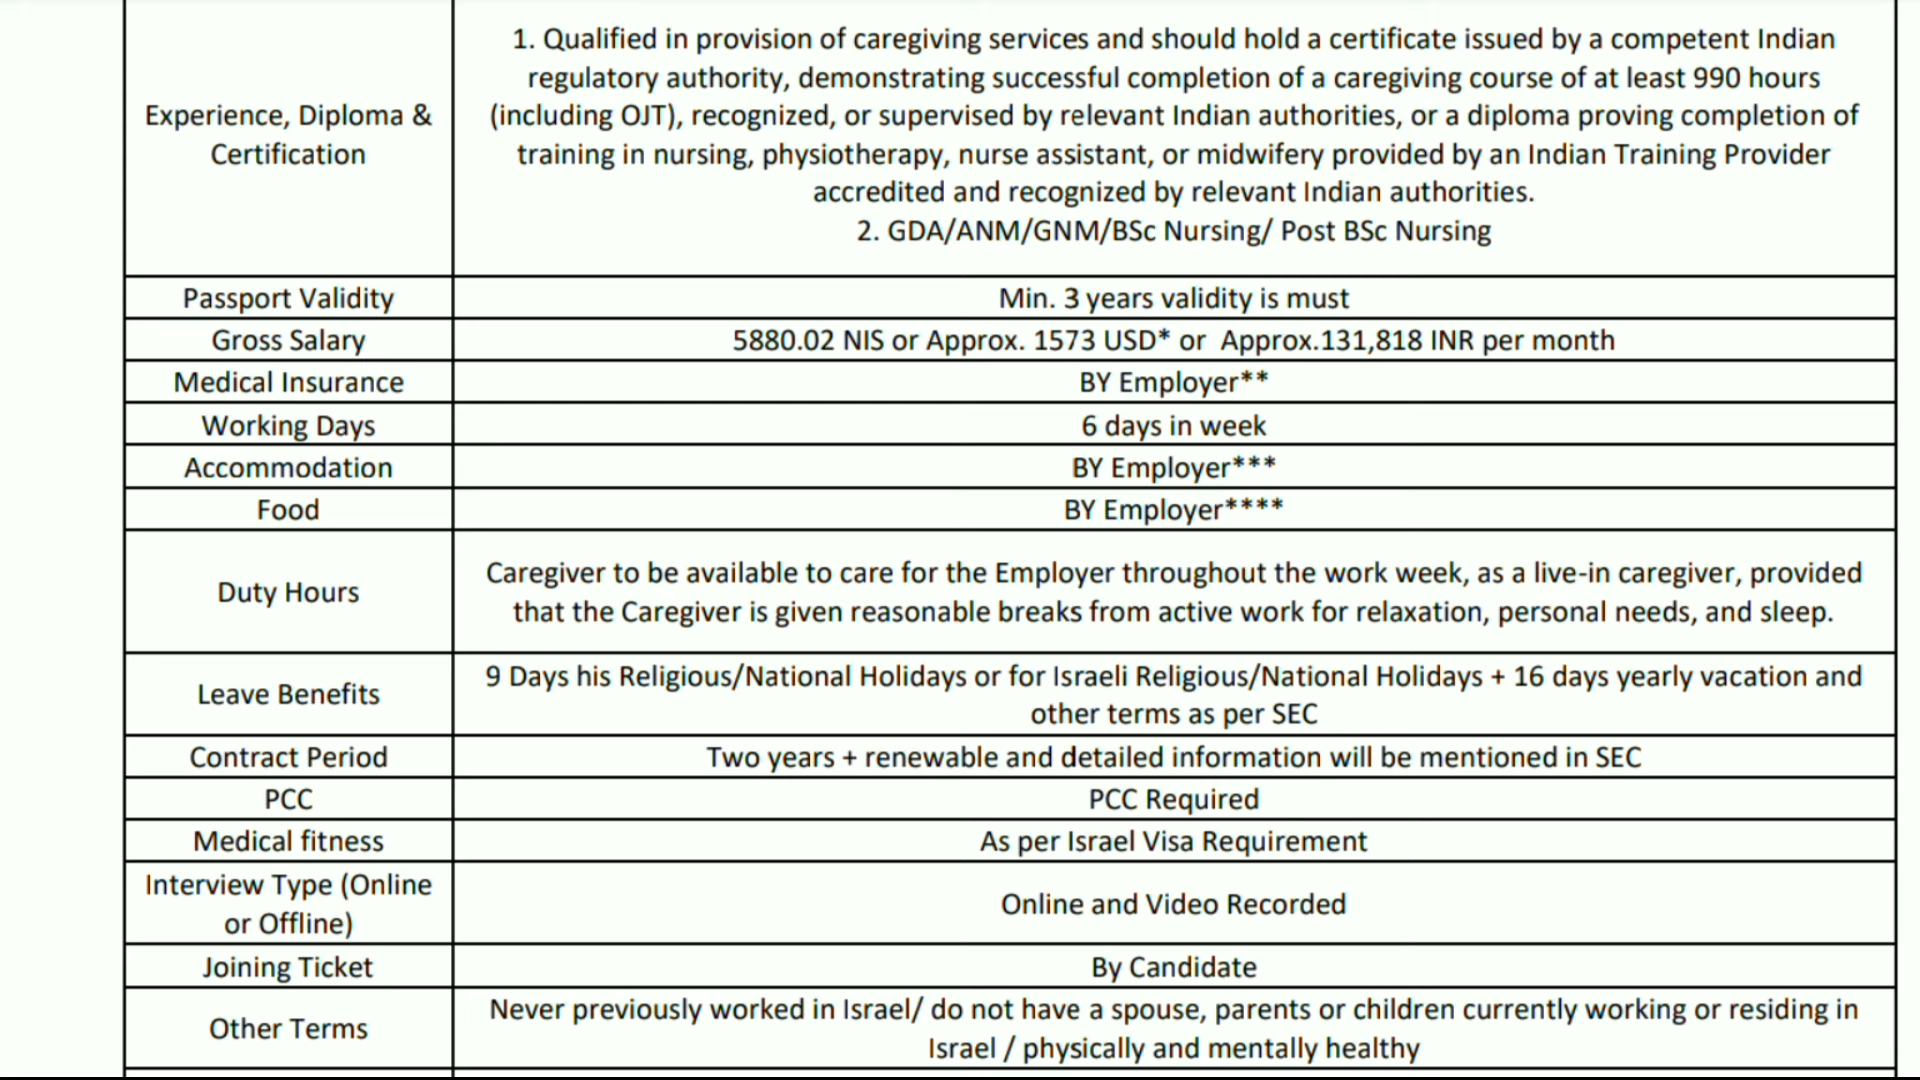 Experience, Diploma &
Certification
1. Qualified in provision of caregiving services and should hold a certificate issued by a competent Indian
regulatory authority, demonstrating successful completion of a caregiving course of at least 990 hours
(including OJT), recognized, or supervised by relevant Indian authorities, or a diploma proving completion of
training in nursing, physiotherapy, nurse assistant, or midwifery provided by an Indian Training Provider
accredited and recognized by relevant Indian authorities.
2. GDA/ANM/GNM/BSc Nursing/ Post BSc Nursing
Passport Validity
Min. 3 years validity is must
Gross Salary
5880.02 NIS or Approx. 1573 USD* or Approx.131,818 INR per month
Medical Insurance
BY Employer**
Working Days
6 days in week
Accommodation
BY Employer***
Food
BY Employer****
Duty Hours
Caregiver to be available to care for the Employer throughout the work week, as a live-in caregiver, provided
that the Caregiver is given reasonable breaks from active work for relaxation, personal needs, and sleep.
Leave Benefits
9 Days his Religious/National Holidays or for Israeli Religious/National Holidays + 16 days yearly vacation and
other terms as per SEC
Contract Period
Two years + renewable and detailed information will be mentioned in SEC
PCC
PCC Required
Medical fitness
As per Israel Visa Requirement
Interview Type (Online
or Offline)
Online and Video Recorded
Joining Ticket
By Candidate
Other Terms
Never previously worked in Israel/ do not have a spouse, parents or children currently working or residing in
Israel / physically and mentally healthy